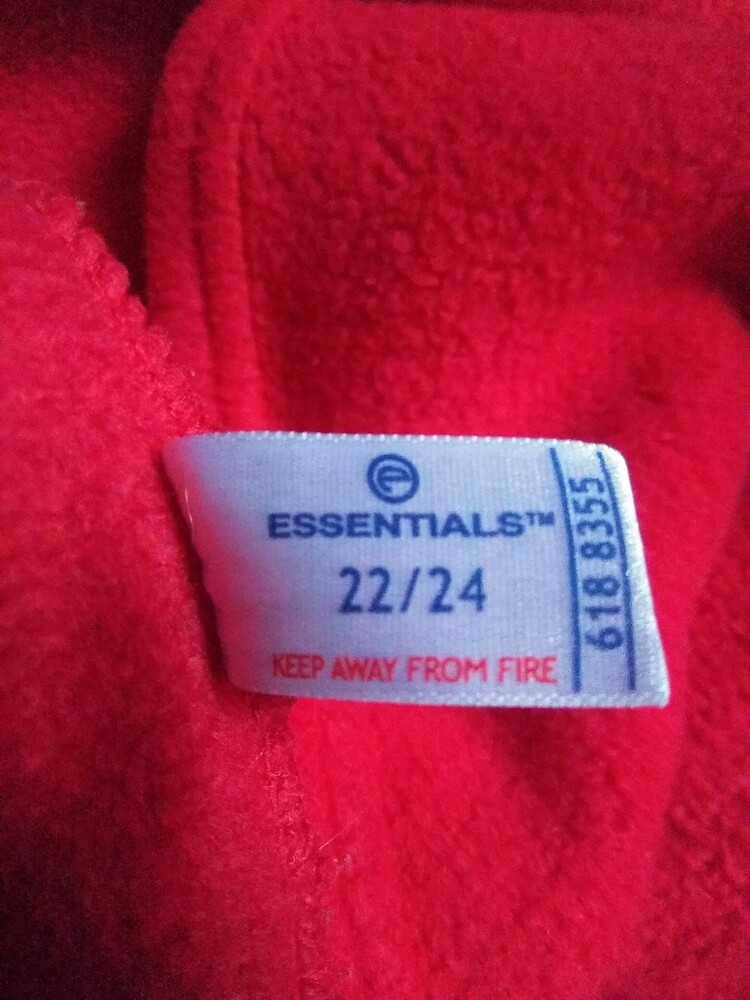 e
ESSENTIALS™
22/24
KEEP AWAY FROM FIRE
618 8355